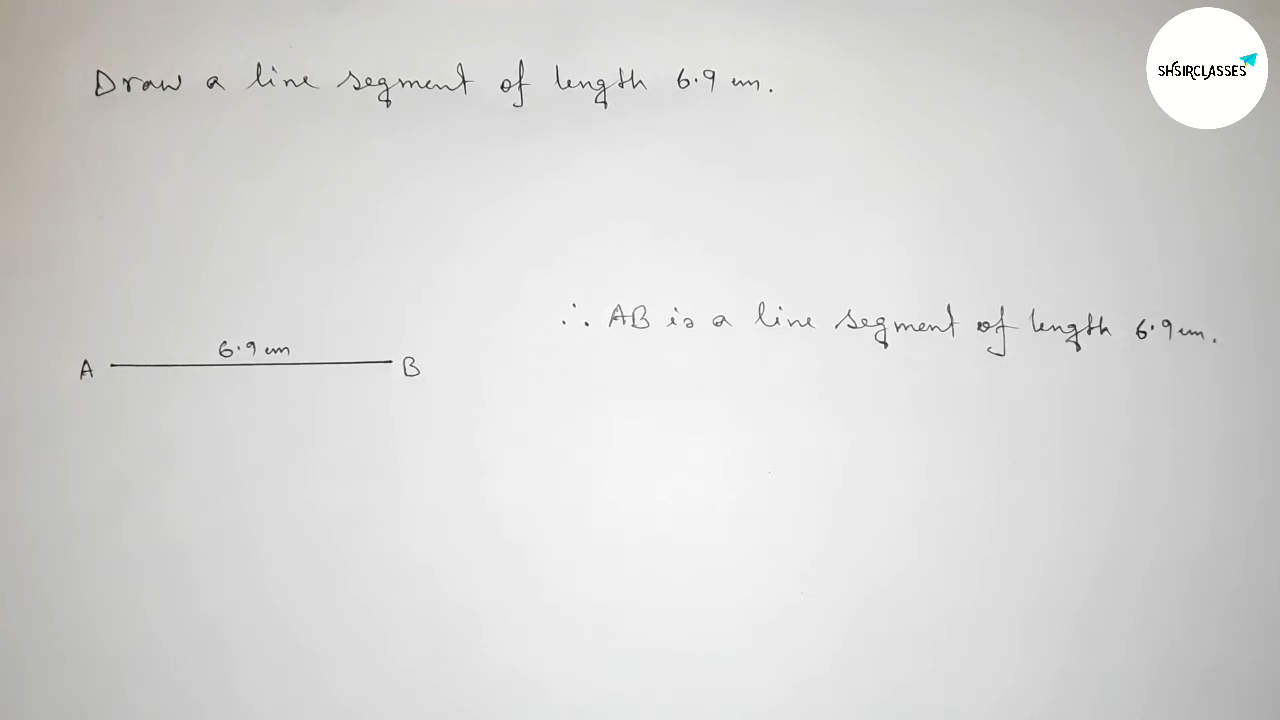 Draw a line segment of length 6.9 cm.
SHSIRCLASSES
∴ AB is a line segment of length 6.9 cm.
6.9 cm
A B